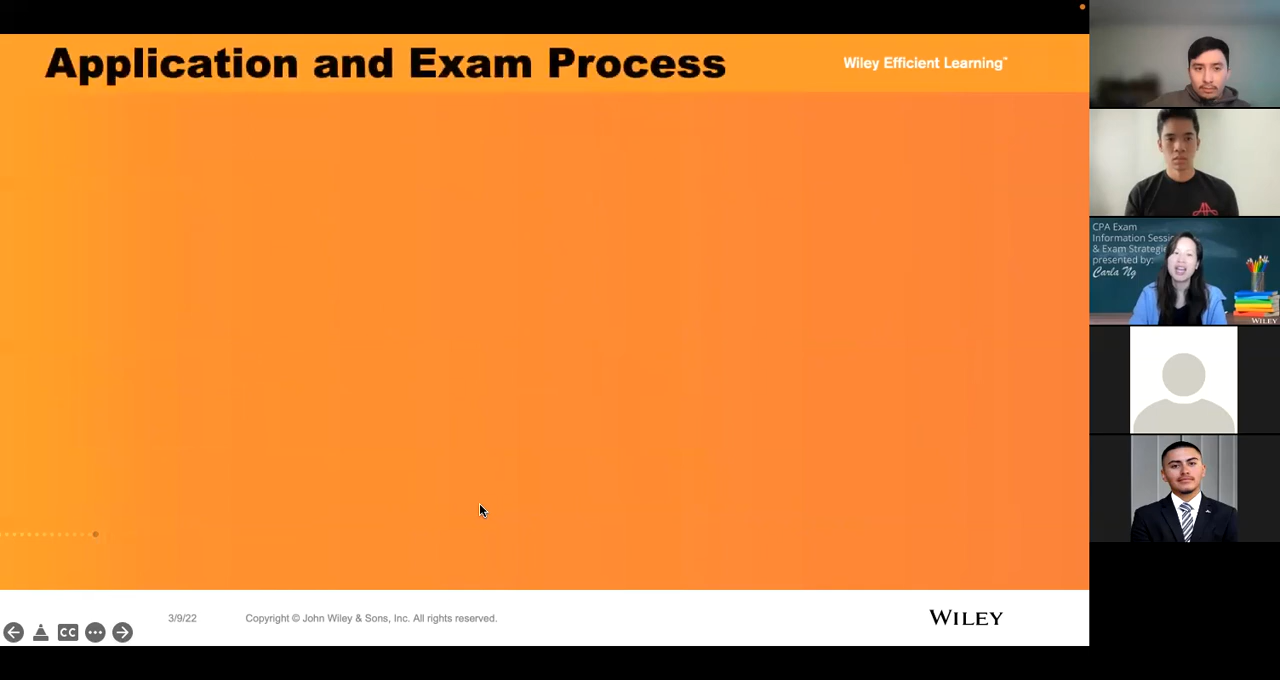 Application and Exam Process
Wiley Efficient Learning™
CPA Exam
Information Sessi
& Exam Strategie
presented by:
Carla Ng
WILEY
CC
3/9/22
Copyright © John Wiley & Sons, Inc. All rights reserved.
WILEY